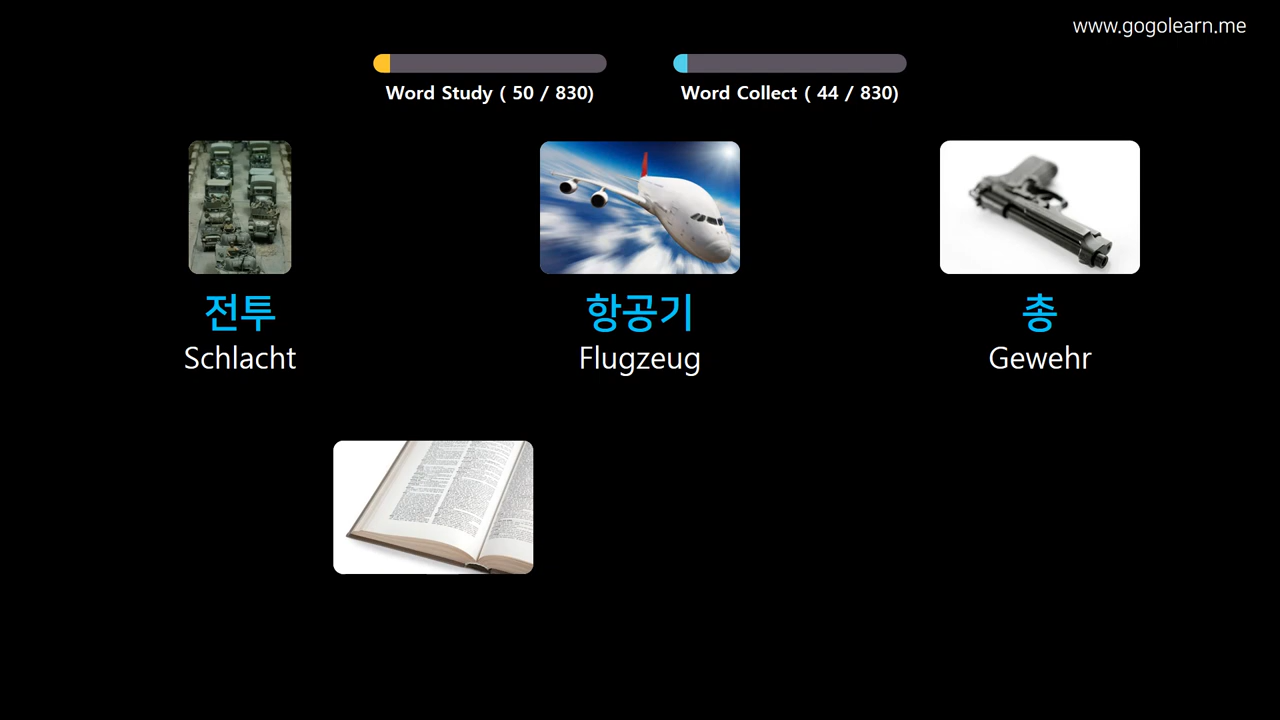 www.gogolearn.me
Word Study ( 50 / 830)
Word Collect ( 44 / 830)
전투
Schlacht
항공기
Flugzeug
총
Gewehr